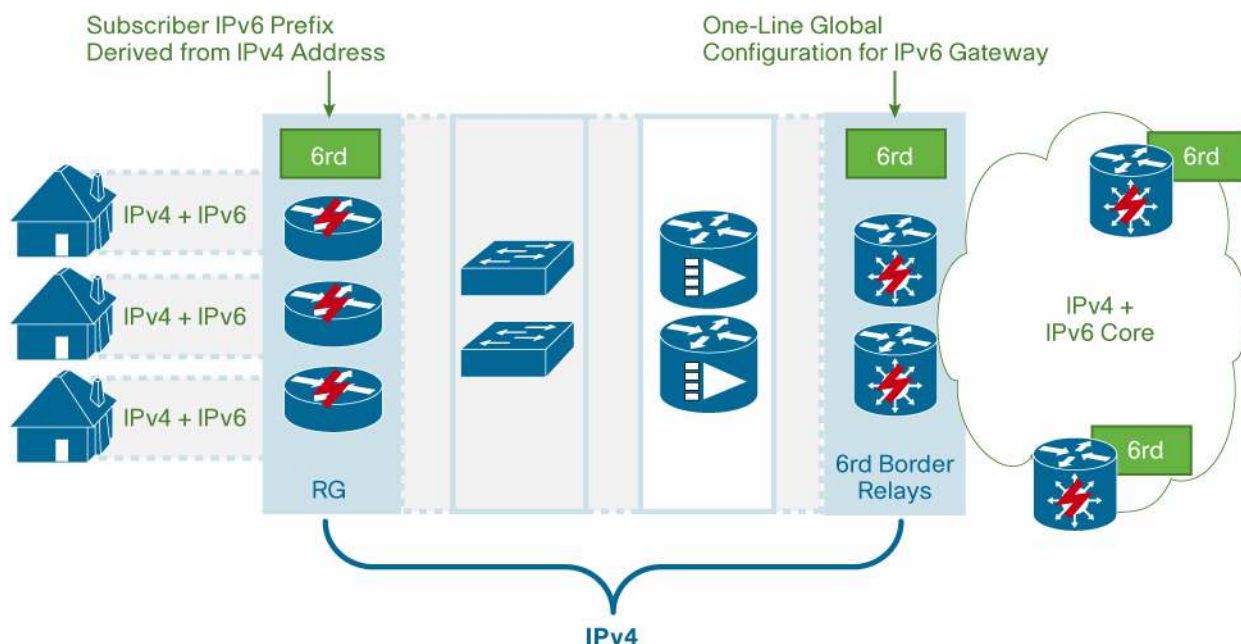 Subscriber IPv6 Prefix
Derived from IPv4 Address
One-Line Global
Configuration for IPv6 Gateway
6rd
6rd
6rd
IPv4 + IPv6
IPv4 + IPv6
IPv4 + IPv6
IPv4 +
IPv6 Core
6rd
RG
6rd Border
Relays
IPv4